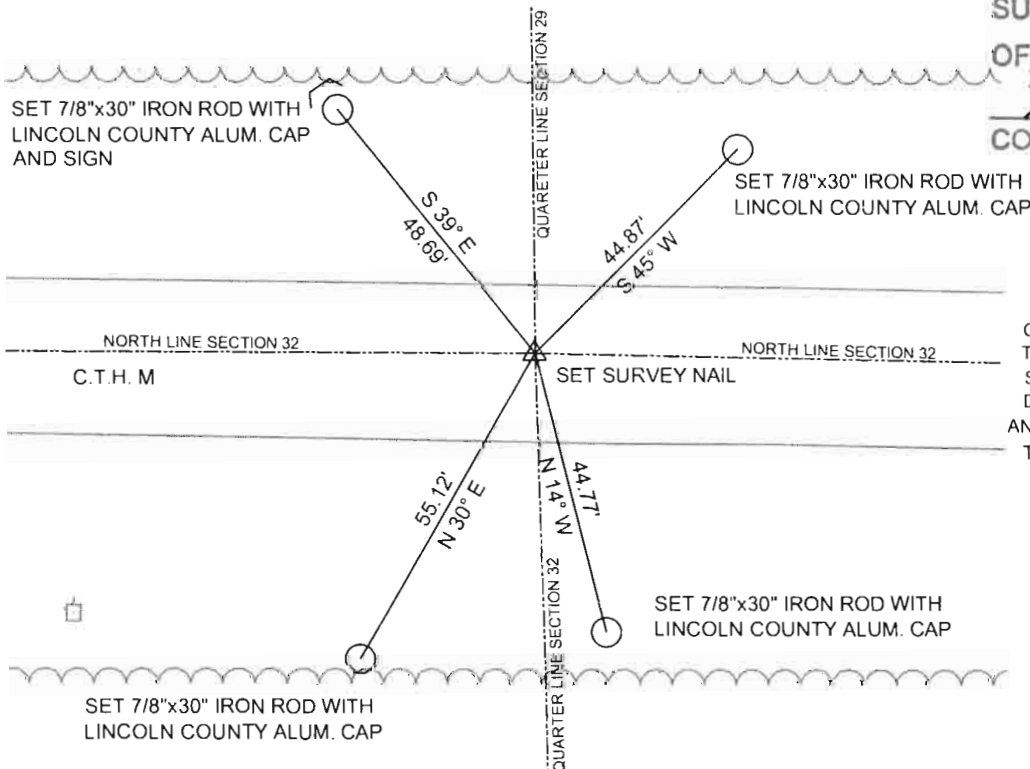 SU
OF
CO
QUARETER LINE SECTION 29
SET 7/8"x30" IRON ROD WITH
LINCOLN COUNTY ALUM. CAP
AND SIGN
SET 7/8"x30" IRON ROD WITH
LINCOLN COUNTY ALUM. CAP
S 39° E
48.69'
44.87'
S 45° W
NORTH LINE SECTION 32
NORTH LINE SECTION 32
C.T.H. M
SET SURVEY NAIL
AN
55.12'
N 30° E
44.77'
N 14° W
SET 7/8"x30" IRON ROD WITH
LINCOLN COUNTY ALUM. CAP
QUARTER LINE SECTION 32
SET 7/8"x30" IRON ROD WITH
LINCOLN COUNTY ALUM. CAP